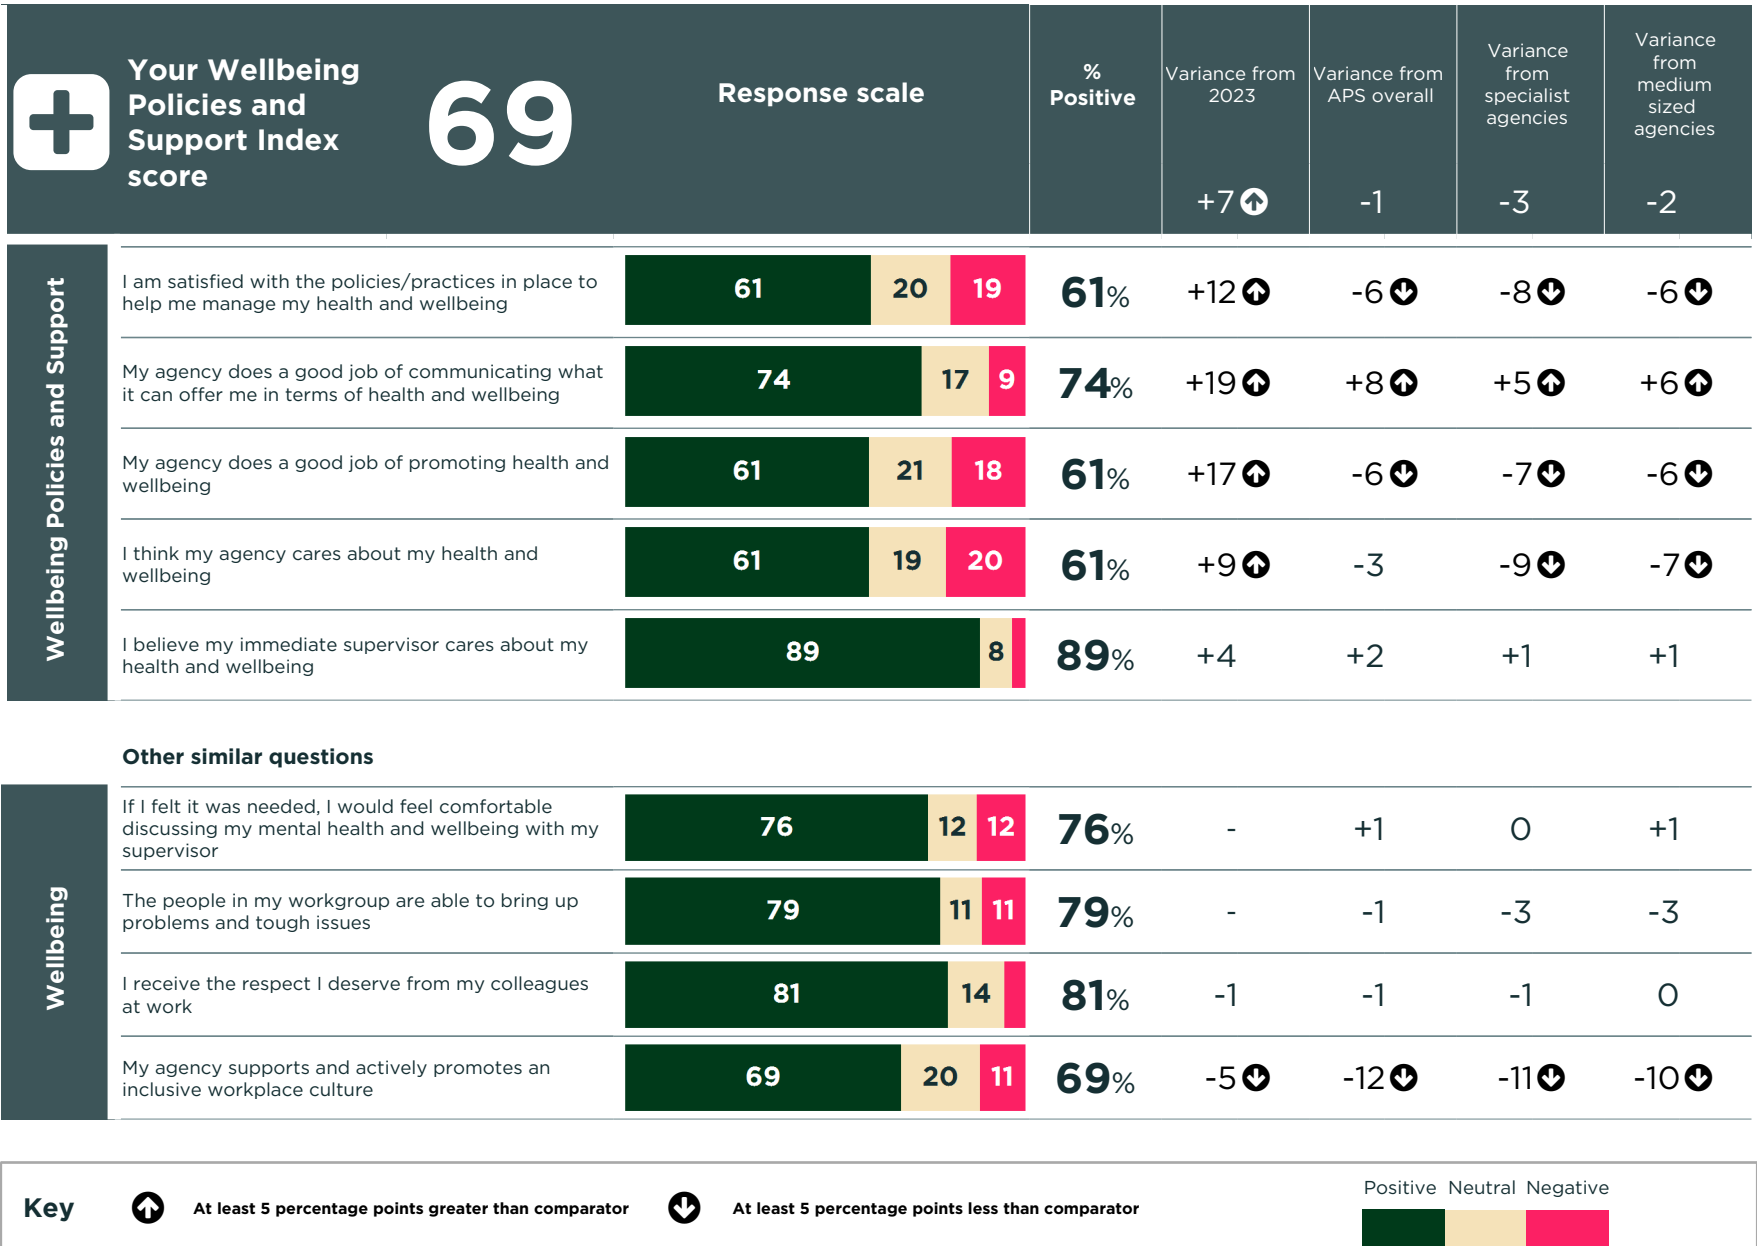 Your Wellbeing
Policies and
Support Index
score
69
Response scale
%
Positive
Variance from
2023
+7
Variance from
APS overall
-1
Variance
from
specialist
agencies
-3
Variance
from
medium
sized
agencies
-2
Wellbeing Policies and Support
I am satisfied with the policies/practices in place to
help me manage my health and wellbeing
61 20 19 61% +12 -6 -8 -6
My agency does a good job of communicating what
it can offer me in terms of health and wellbeing
74 17 9 74% +19 +8 +5 +6
My agency does a good job of promoting health and
wellbeing
61 21 18 61% +17 -6 -7 -6
I think my agency cares about my health and
wellbeing
61 19 20 61% +9 -3 -9 -7
I believe my immediate supervisor cares about my
health and wellbeing
89 8 89% +4 +2 +1 +1
Other similar questions
Wellbeing
If I felt it was needed, I would feel comfortable
discussing my mental health and wellbeing with my
supervisor
76 12 12 76% - +1 0 +1
The people in my workgroup are able to bring up
problems and tough issues
79 11 11 79% - -1 -3 -3
I receive the respect I deserve from my colleagues
at work
81 14 81% -1 -1 -1 0
My agency supports and actively promotes an
inclusive workplace culture
69 20 11 69% -5 -12 -11 -10
Key
At least 5 percentage points greater than comparator
At least 5 percentage points less than comparator
Positive Neutral Negative